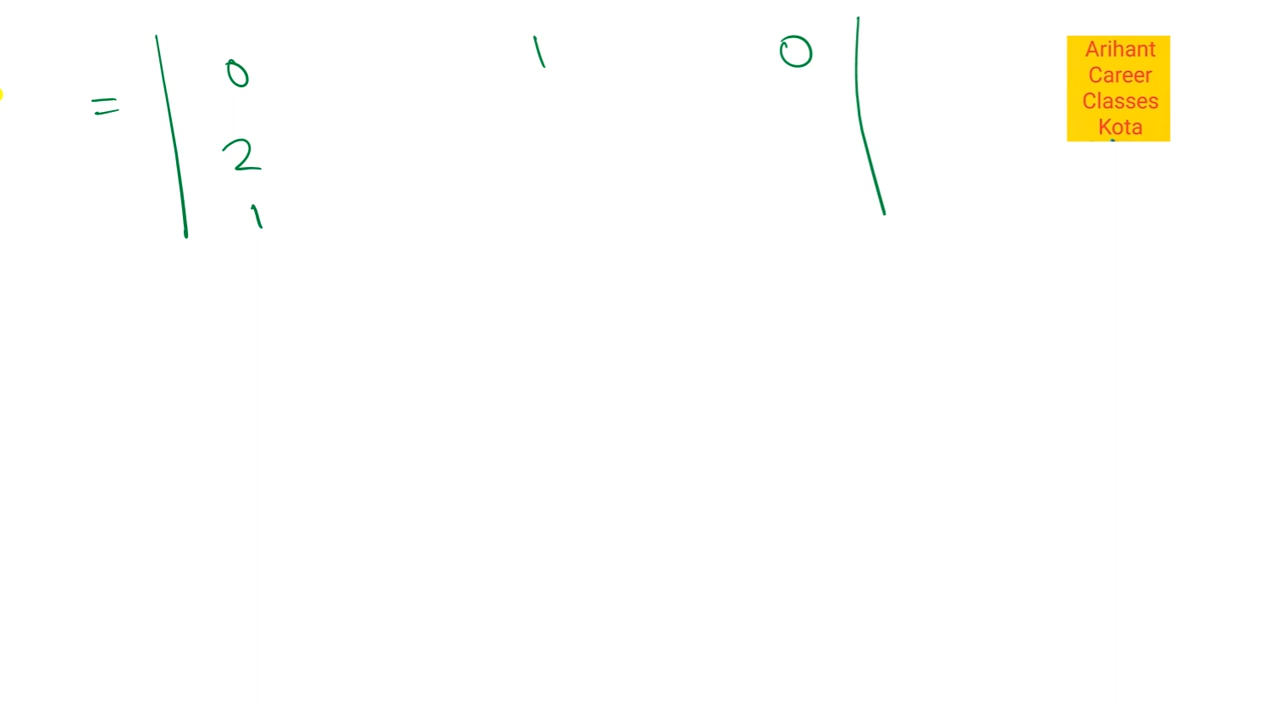 = | 0 1 0 |
2
1
Arihant
Career
Classes
Kota